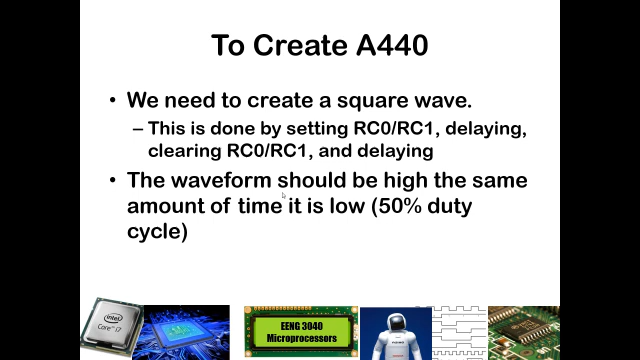 To Create A440
• We need to create a square wave.
– This is done by setting RC0/RC1, delaying,
clearing RC0/RC1, and delaying
• The waveform should be high the same
amount of time it is low (50% duty
cycle)
intel
Core i7
EENG 3040
Microprocessors